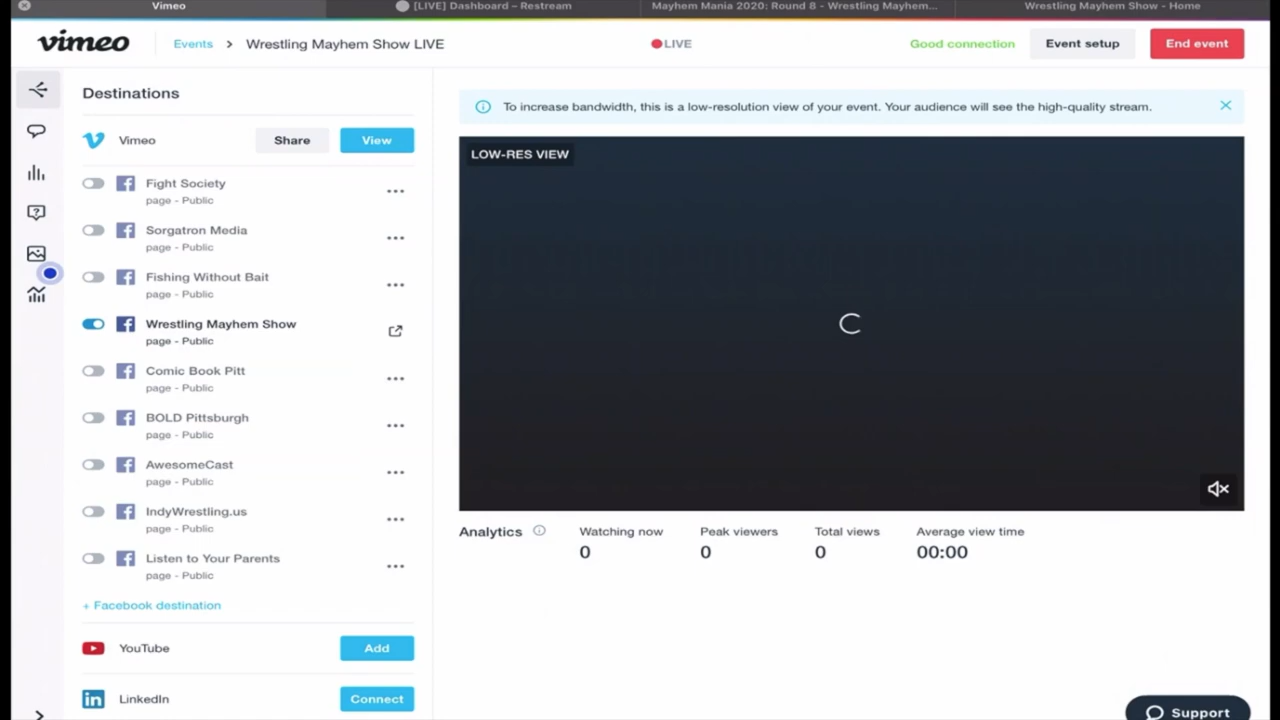 Vimeo
[LIVE] Dashboard – Restream
Mayhem Mania 2020: Round 8 - Wrestling Mayhem...
Wrestling Mayhem Show - Home
vimeo
Events > Wrestling Mayhem Show LIVE
LIVE
Good connection
Event setup
End event
Destinations
Vimeo
Share
View
Fight Society
page - Public
Sorgatron Media
page - Public
Fishing Without Bait
page - Public
Wrestling Mayhem Show
page - Public
Comic Book Pitt
page - Public
BOLD Pittsburgh
page - Public
AwesomeCast
page - Public
IndyWrestling.us
page - Public
Listen to Your Parents
page - Public
+ Facebook destination
YouTube
Add
LinkedIn
Connect
To increase bandwidth, this is a low-resolution view of your event. Your audience will see the high-quality stream.
LOW-RES VIEW
Analytics
Watching now
0
Peak viewers
0
Total views
0
Average view time
00:00
Support